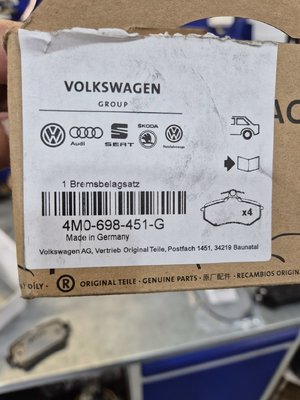 VOLKSWAGEN
GROUP
Audi
SEAT
ŠKODA
Nutzfahrzeuge
1 Bremsbelagsatz
x4
4M0-698-451-G
Made in Germany
Volkswagen AG, Vertrieb Original Teile, Postfach 1451, 34219 Baunatal
® ORIGINAL TEILE · GENUINE PARTS · 原厂配件 · RECAMBIOS ORIGINALES